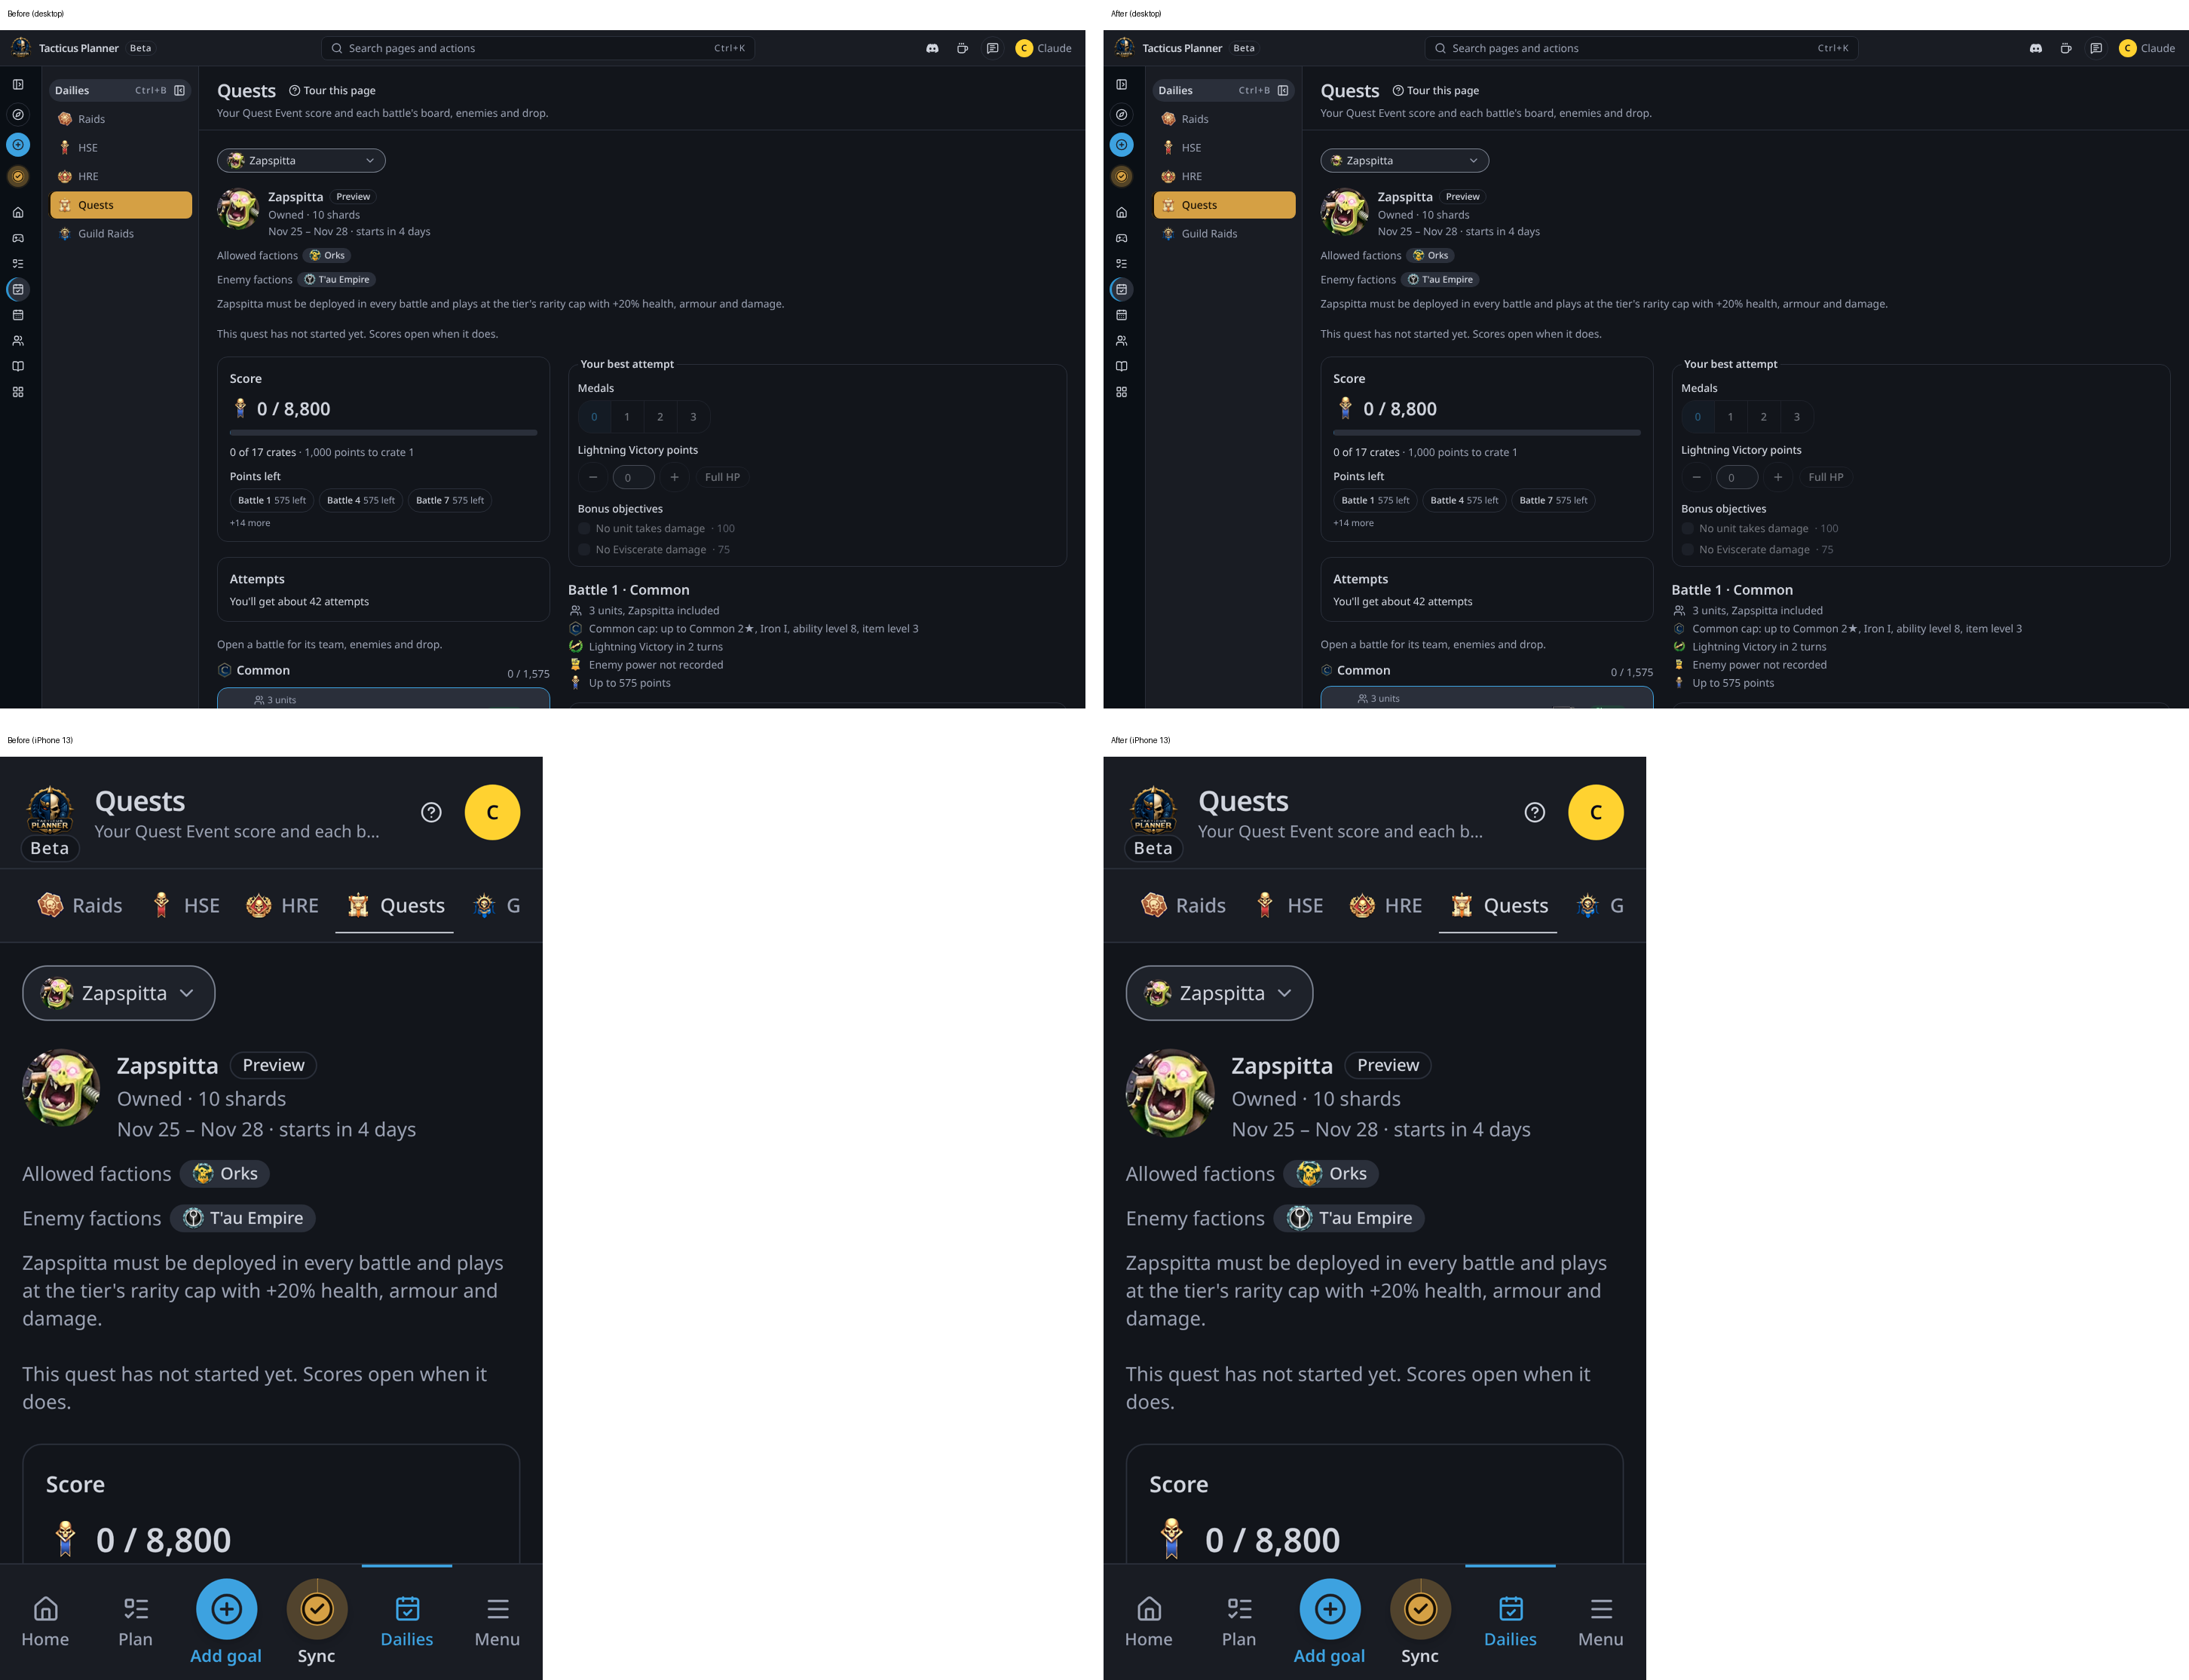 Before (desktop)
Tacticus Planner Beta
Search pages and actions Ctrl+K
C Claude
Dailies Ctrl+B
Raids
HSE
HRE
Quests
Guild Raids
Quests Tour this page
Your Quest Event score and each battle's board, enemies and drop.
Zapspitta
Zapspitta Preview
Owned · 10 shards
Nov 25 – Nov 28 · starts in 4 days
Allowed factions Orks
Enemy factions T'au Empire
Zapspitta must be deployed in every battle and plays at the tier's rarity cap with +20% health, armour and damage.
This quest has not started yet. Scores open when it does.
Score
0 / 8,800
0 of 17 crates · 1,000 points to crate 1
Points left
Battle 1 575 left Battle 4 575 left Battle 7 575 left
+14 more
Attempts
You'll get about 42 attempts
Open a battle for its team, enemies and drop.
Common 0 / 1,575
3 units
Your best attempt
Medals
0 1 2 3
Lightning Victory points
− 0 + Full HP
Bonus objectives
No unit takes damage · 100
No Eviscerate damage · 75
Battle 1 · Common
3 units, Zapspitta included
Common cap: up to Common 2★, Iron I, ability level 8, item level 3
Lightning Victory in 2 turns
Enemy power not recorded
Up to 575 points
After (desktop)
Tacticus Planner Beta
Search pages and actions Ctrl+K
C Claude
Dailies Ctrl+B
Raids
HSE
HRE
Quests
Guild Raids
Quests Tour this page
Your Quest Event score and each battle's board, enemies and drop.
Zapspitta
Zapspitta Preview
Owned · 10 shards
Nov 25 – Nov 28 · starts in 4 days
Allowed factions Orks
Enemy factions T'au Empire
Zapspitta must be deployed in every battle and plays at the tier's rarity cap with +20% health, armour and damage.
This quest has not started yet. Scores open when it does.
Score
0 / 8,800
0 of 17 crates · 1,000 points to crate 1
Points left
Battle 1 575 left Battle 4 575 left Battle 7 575 left
+14 more
Attempts
You'll get about 42 attempts
Open a battle for its team, enemies and drop.
Common 0 / 1,575
3 units
Your best attempt
Medals
0 1 2 3
Lightning Victory points
− 0 + Full HP
Bonus objectives
No unit takes damage · 100
No Eviscerate damage · 75
Battle 1 · Common
3 units, Zapspitta included
Common cap: up to Common 2★, Iron I, ability level 8, item level 3
Lightning Victory in 2 turns
Enemy power not recorded
Up to 575 points
Before (iPhone 13)
PLANNER
Beta
Quests
Your Quest Event score and each b...
C
Raids HSE HRE Quests G
Zapspitta
Zapspitta Preview
Owned · 10 shards
Nov 25 – Nov 28 · starts in 4 days
Allowed factions Orks
Enemy factions T'au Empire
Zapspitta must be deployed in every battle and plays
at the tier's rarity cap with +20% health, armour and
damage.
This quest has not started yet. Scores open when it
does.
Score
0 / 8,800
Home Plan Add goal Sync Dailies Menu
After (iPhone 13)
PLANNER
Beta
Quests
Your Quest Event score and each b...
C
Raids HSE HRE Quests G
Zapspitta
Zapspitta Preview
Owned · 10 shards
Nov 25 – Nov 28 · starts in 4 days
Allowed factions Orks
Enemy factions T'au Empire
Zapspitta must be deployed in every battle and plays
at the tier's rarity cap with +20% health, armour and
damage.
This quest has not started yet. Scores open when it
does.
Score
0 / 8,800
Home Plan Add goal Sync Dailies Menu